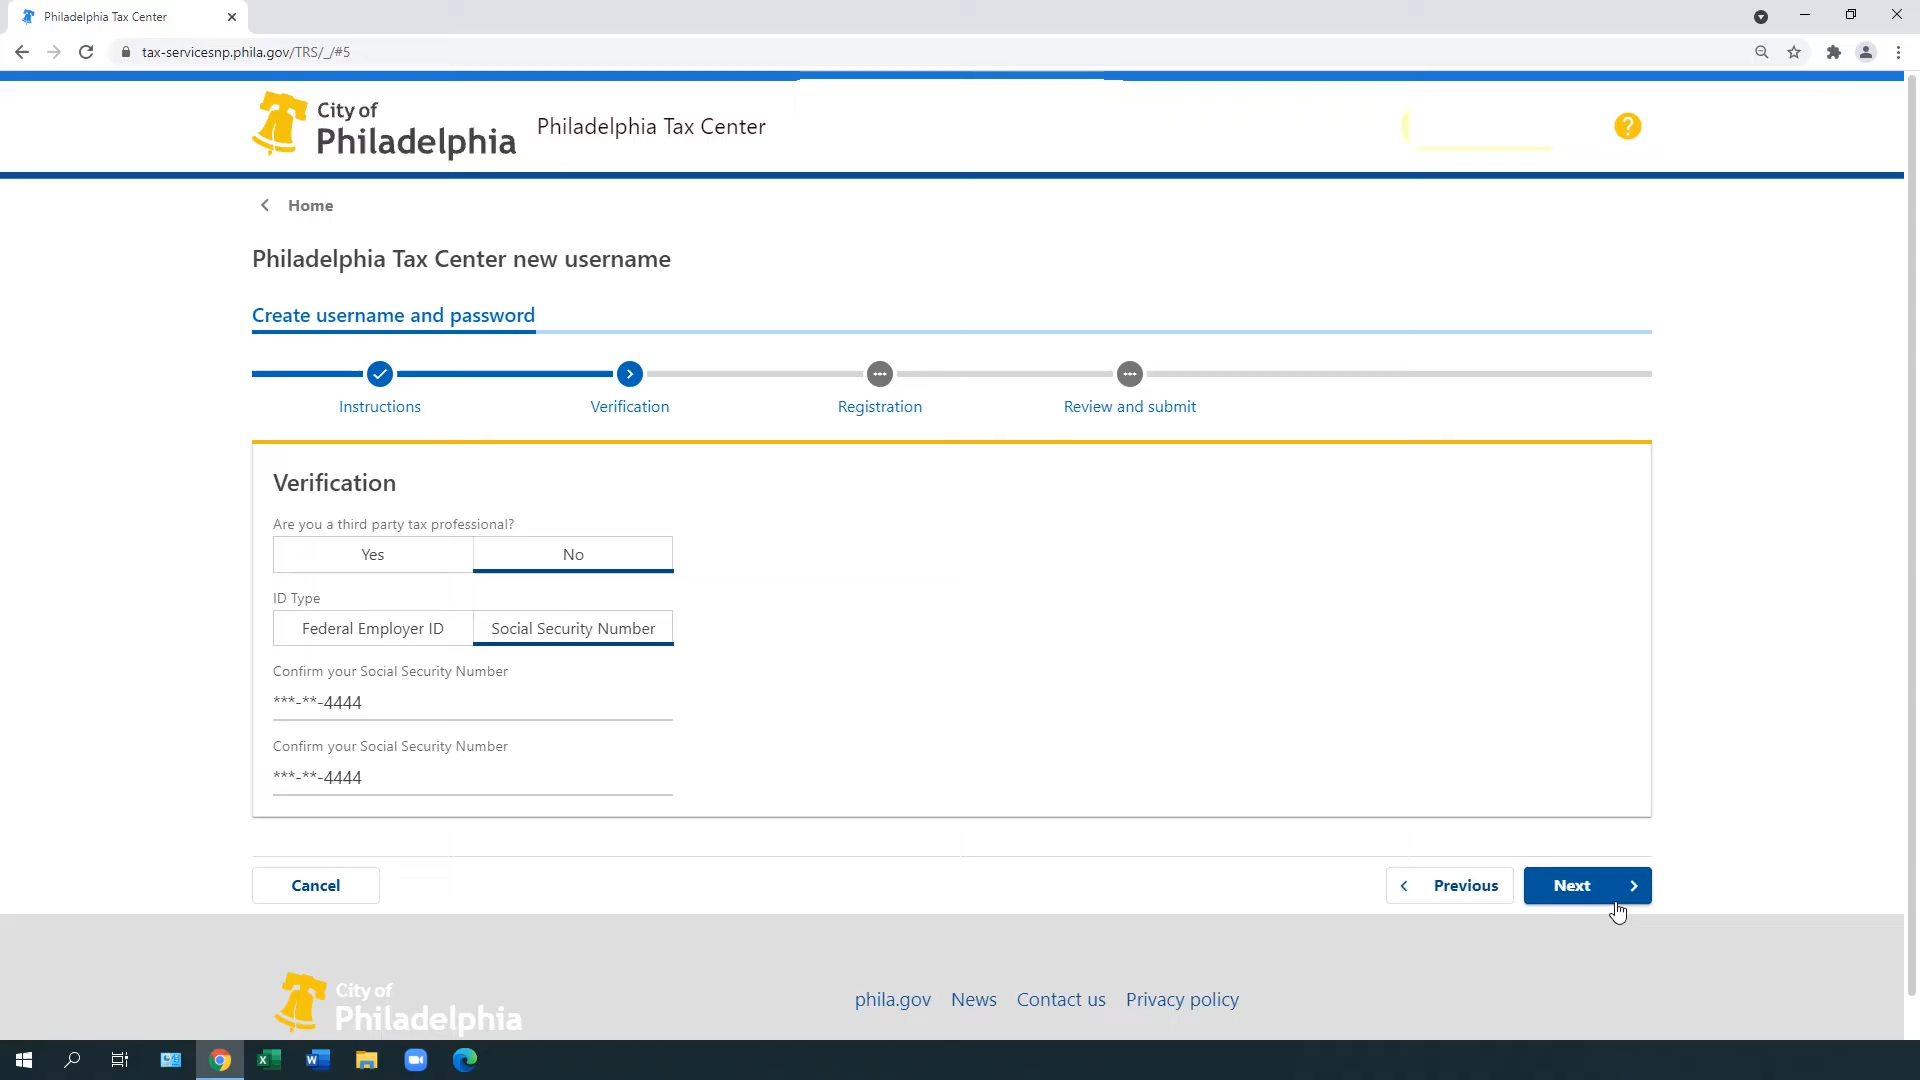 Philadelphia Tax Center
tax-servicesnp.phila.gov/TRS/_/#5
City of
Philadelphia
Philadelphia Tax Center
?
Home
Philadelphia Tax Center new username
Create username and password
Instructions
Verification
Registration
Review and submit
Verification
Are you a third party tax professional?
Yes
No
ID Type
Federal Employer ID
Social Security Number
Confirm your Social Security Number
***-**-4444
Confirm your Social Security Number
***-**-4444
Cancel
Previous
Next
City of
Philadelphia
phila.gov
News
Contact us
Privacy policy